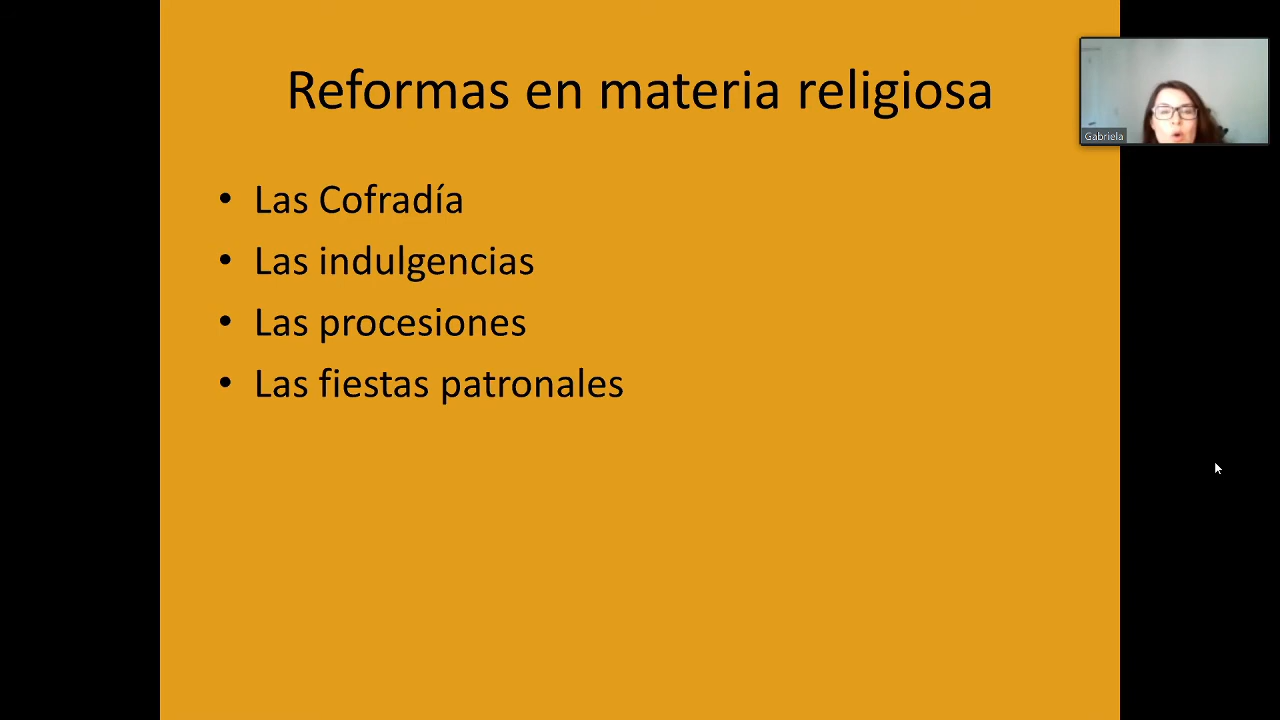 Reformas en materia religiosa
Gabriela
• Las Cofradía
• Las indulgencias
• Las procesiones
• Las fiestas patronales